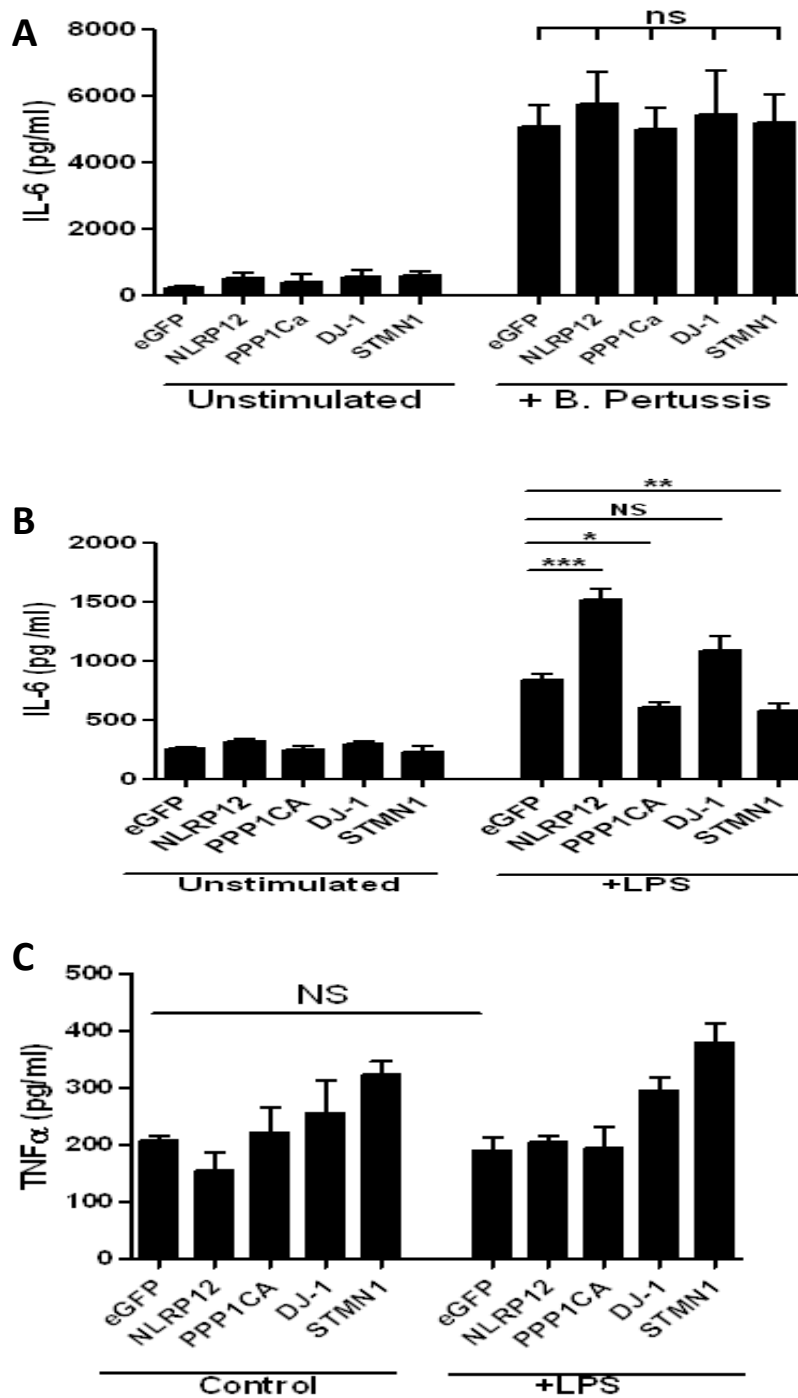 A
ns
8000
6000
4000
2000
0
IL-6 (pg/ml)
eGFP NLRP12 PPP1Ca DJ-1 STMN1 eGFP NLRP12 PPP1Ca DJ-1 STMN1
Unstimulated + B. Pertussis
B
**
NS
*
***
2000
1500
1000
500
0
IL-6 (pg /ml)
eGFP NLRP12 PPP1CA DJ-1 STMN1 eGFP NLRP12 PPP1CA DJ-1 STMN1
Unstimulated +LPS
C
NS
500
400
300
200
100
0
TNFα (pg/ml)
eGFP NLRP12 PPP1CA DJ-1 STMN1 eGFP NLRP12 PPP1CA DJ-1 STMN1
Control +LPS